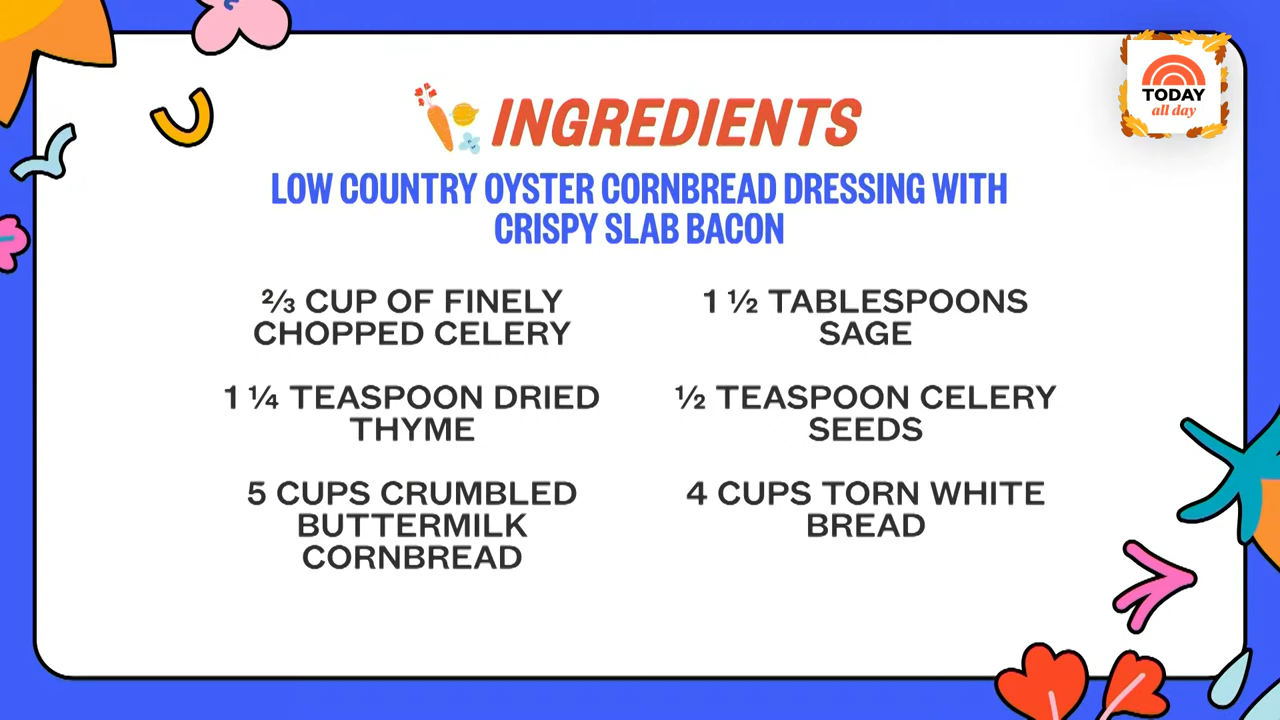 TODAY
all day
INGREDIENTS
LOW COUNTRY OYSTER CORNBREAD DRESSING WITH
CRISPY SLAB BACON
⅔ CUP OF FINELY
CHOPPED CELERY
1 ¼ TEASPOON DRIED
THYME
5 CUPS CRUMBLED
BUTTERMILK
CORNBREAD
1 ½ TABLESPOONS
SAGE
½ TEASPOON CELERY
SEEDS
4 CUPS TORN WHITE
BREAD